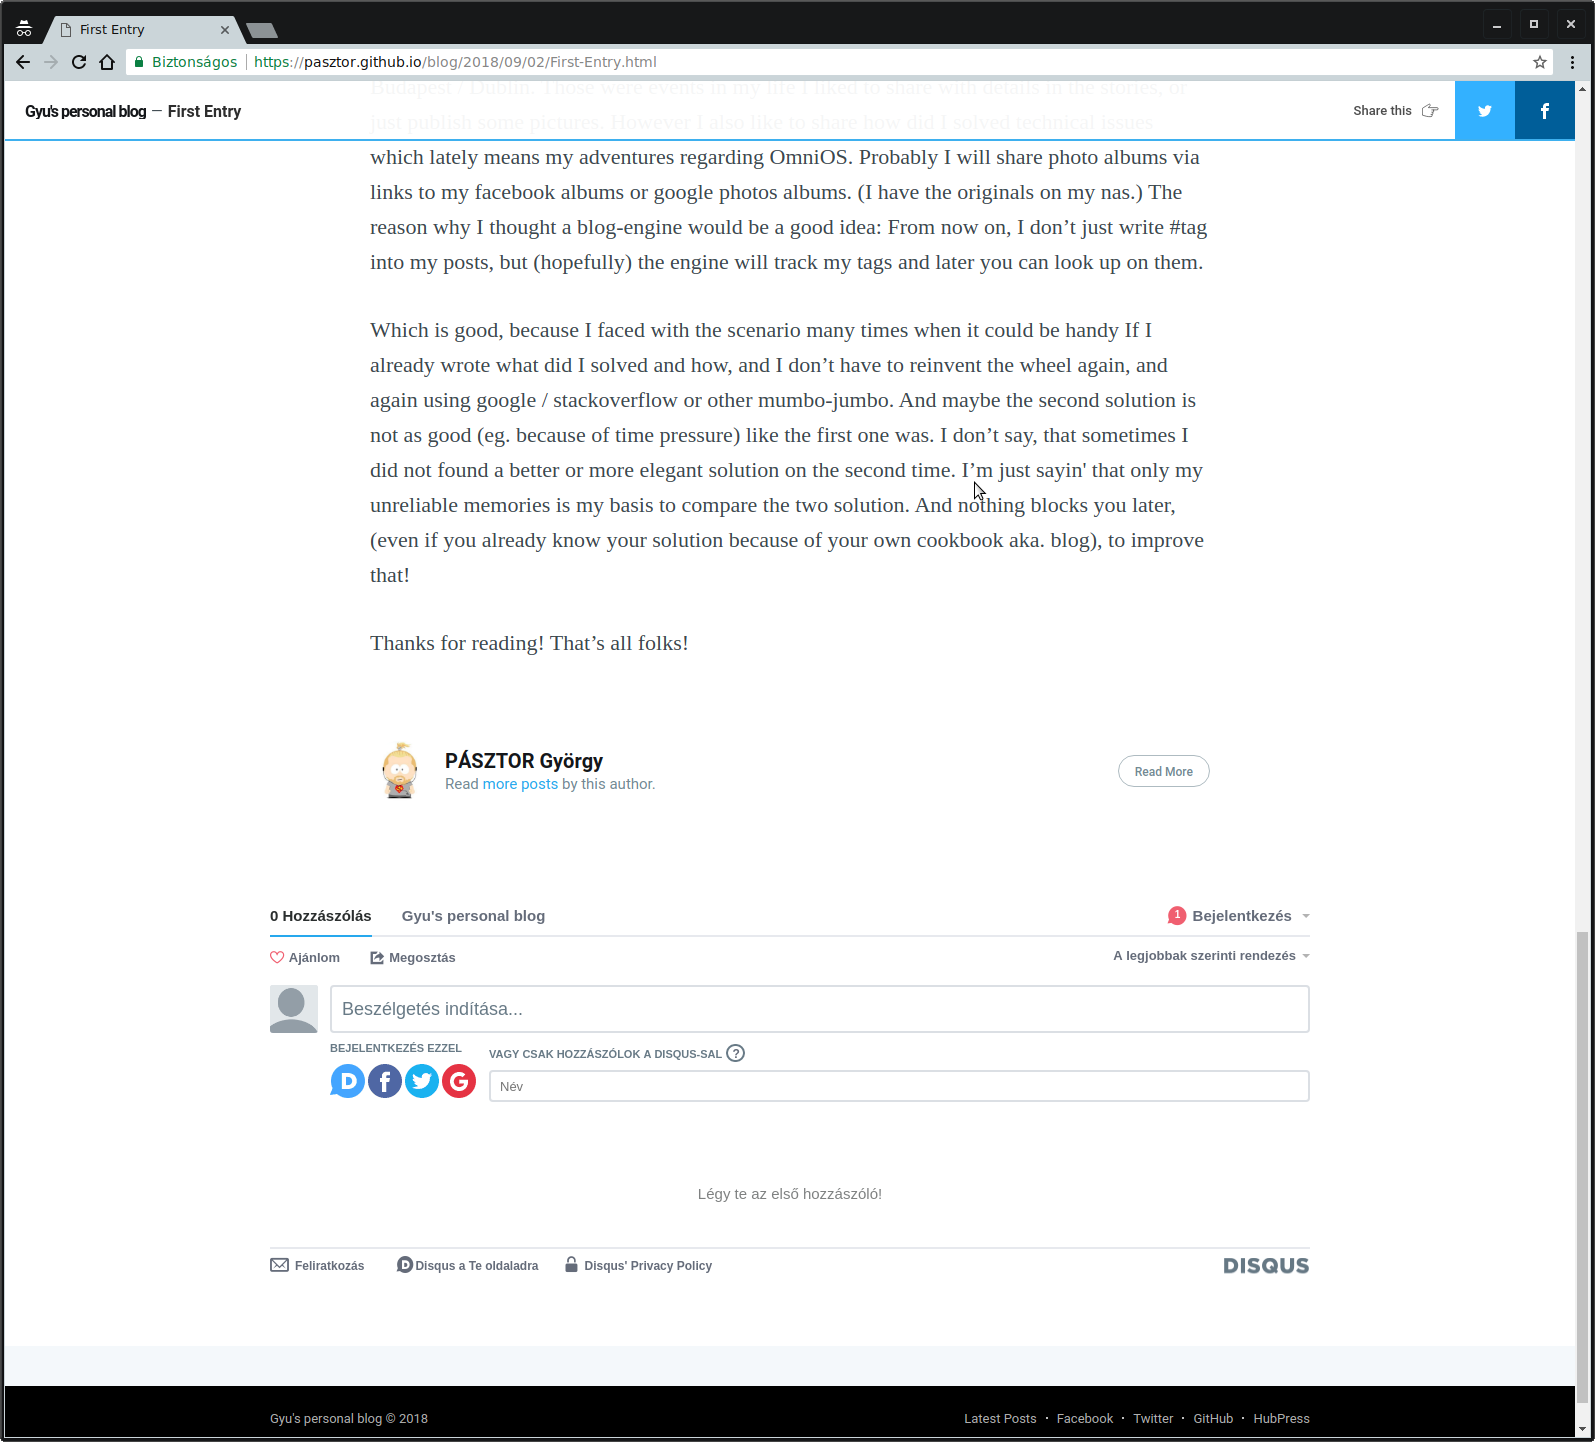 First Entry
Biztonságos https://pasztor.github.io/blog/2018/09/02/First-Entry.html
Budapest / Dublin. Those were events in my life I liked to share with details in the stories, or
Gyu's personal blog — First Entry
Share this
just publish some pictures. However I also like to share how did I solved technical issues
which lately means my adventures regarding OmniOS. Probably I will share photo albums via
links to my facebook albums or google photos albums. (I have the originals on my nas.) The
reason why I thought a blog-engine would be a good idea: From now on, I don’t just write #tag
into my posts, but (hopefully) the engine will track my tags and later you can look up on them.
Which is good, because I faced with the scenario many times when it could be handy If I
already wrote what did I solved and how, and I don’t have to reinvent the wheel again, and
again using google / stackoverflow or other mumbo-jumbo. And maybe the second solution is
not as good (eg. because of time pressure) like the first one was. I don’t say, that sometimes I
did not found a better or more elegant solution on the second time. I’m just sayin' that only my
unreliable memories is my basis to compare the two solution. And nothing blocks you later,
(even if you already know your solution because of your own cookbook aka. blog), to improve
that!
Thanks for reading! That’s all folks!
PÁSZTOR György
Read more posts by this author.
Read More
0 Hozzászólás Gyu's personal blog
1 Bejelentkezés
Ajánlom Megosztás
A legjobbak szerinti rendezés
Beszélgetés indítása...
BEJELENTKEZÉS EZZEL
VAGY CSAK HOZZÁSZÓLOK A DISQUS-SAL ?
Név
Légy te az első hozzászóló!
Feliratkozás Disqus a Te oldaladra Disqus' Privacy Policy
DISQUS
Gyu's personal blog © 2018
Latest Posts · Facebook · Twitter · GitHub · HubPress